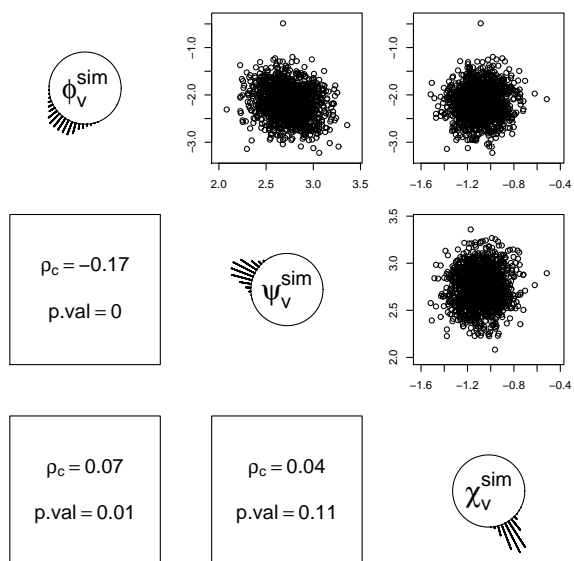 ϕ_v^sim
−1.0
−2.0
−3.0
2.0 2.5 3.0 3.5
−1.0
−2.0
−3.0
−1.6 −1.2 −0.8 −0.4
ρ_c = −0.17
p.val = 0
ψ_v^sim
3.5
3.0
2.5
2.0
−1.6 −1.2 −0.8 −0.4
ρ_c = 0.07
p.val = 0.01
ρ_c = 0.04
p.val = 0.11
χ_v^sim